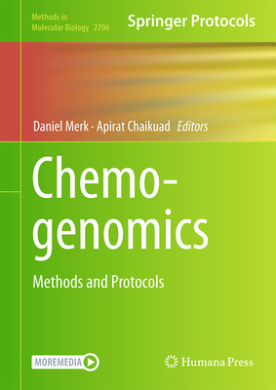 Methods in
Molecular Biology 2706
Springer Protocols
Daniel Merk · Apirat Chaikuad Editors
Chemo-
genomics
Methods and Protocols
MOREMEDIA
Humana Press